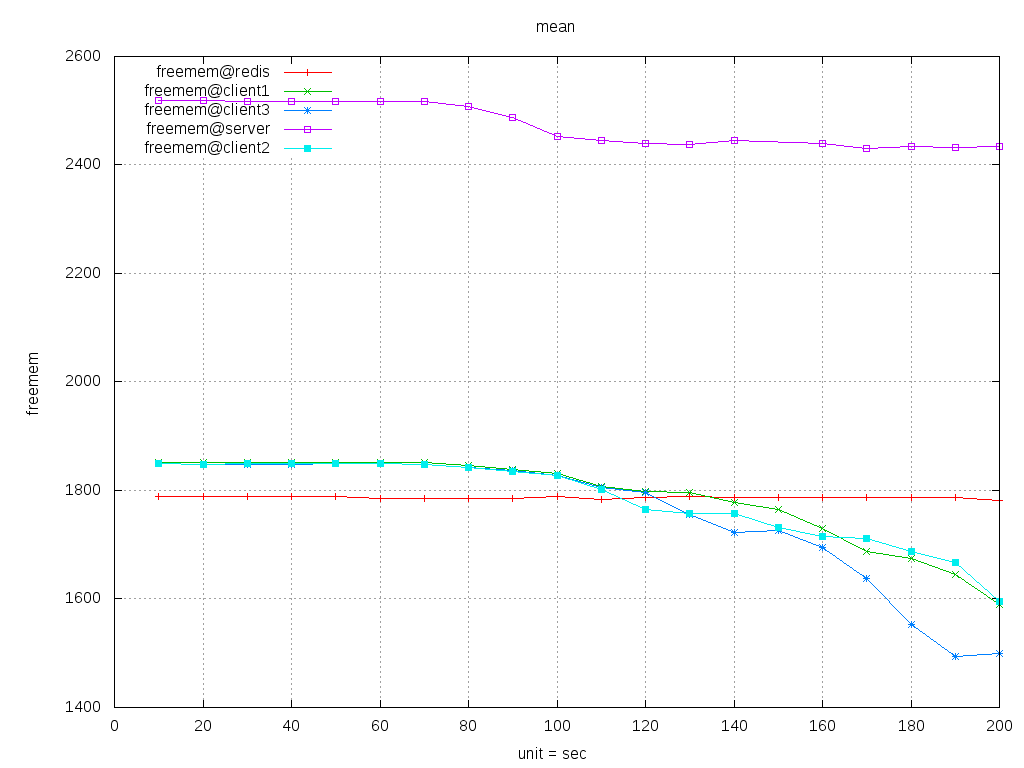 mean
2600
2400
2200
2000
1800
1600
1400
freemem
freemem@redis
freemem@client1
freemem@client3
freemem@server
freemem@client2
0 20 40 60 80 100 120 140 160 180 200
unit = sec